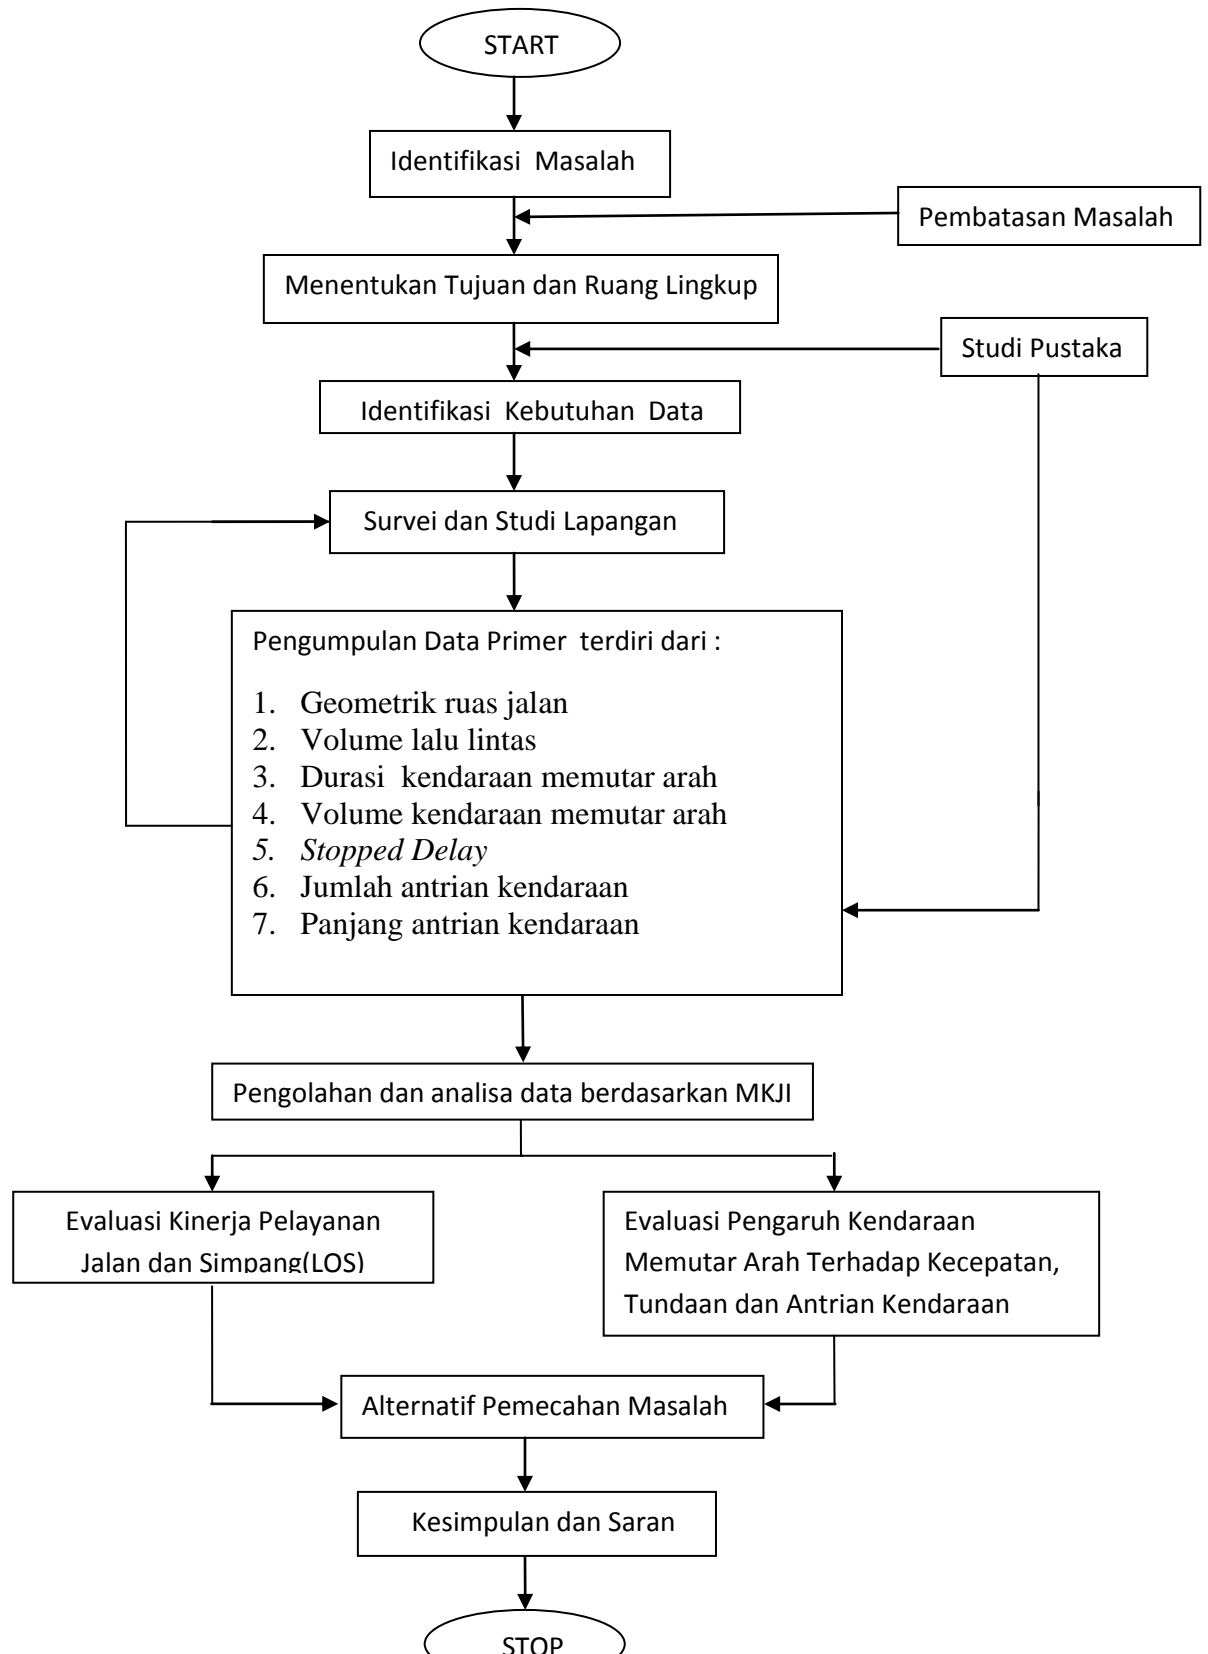 START
Identifikasi Masalah
Pembatasan Masalah
Menentukan Tujuan dan Ruang Lingkup
Studi Pustaka
Identifikasi Kebutuhan Data
Survei dan Studi Lapangan
Pengumpulan Data Primer terdiri dari :
1. Geometrik ruas jalan
2. Volume lalu lintas
3. Durasi kendaraan memutar arah
4. Volume kendaraan memutar arah
5. Stopped Delay
6. Jumlah antrian kendaraan
7. Panjang antrian kendaraan
Pengolahan dan analisa data berdasarkan MKJI
Evaluasi Kinerja Pelayanan
Jalan dan Simpang(LOS)
Evaluasi Pengaruh Kendaraan
Memutar Arah Terhadap Kecepatan,
Tundaan dan Antrian Kendaraan
Alternatif Pemecahan Masalah
Kesimpulan dan Saran
STOP